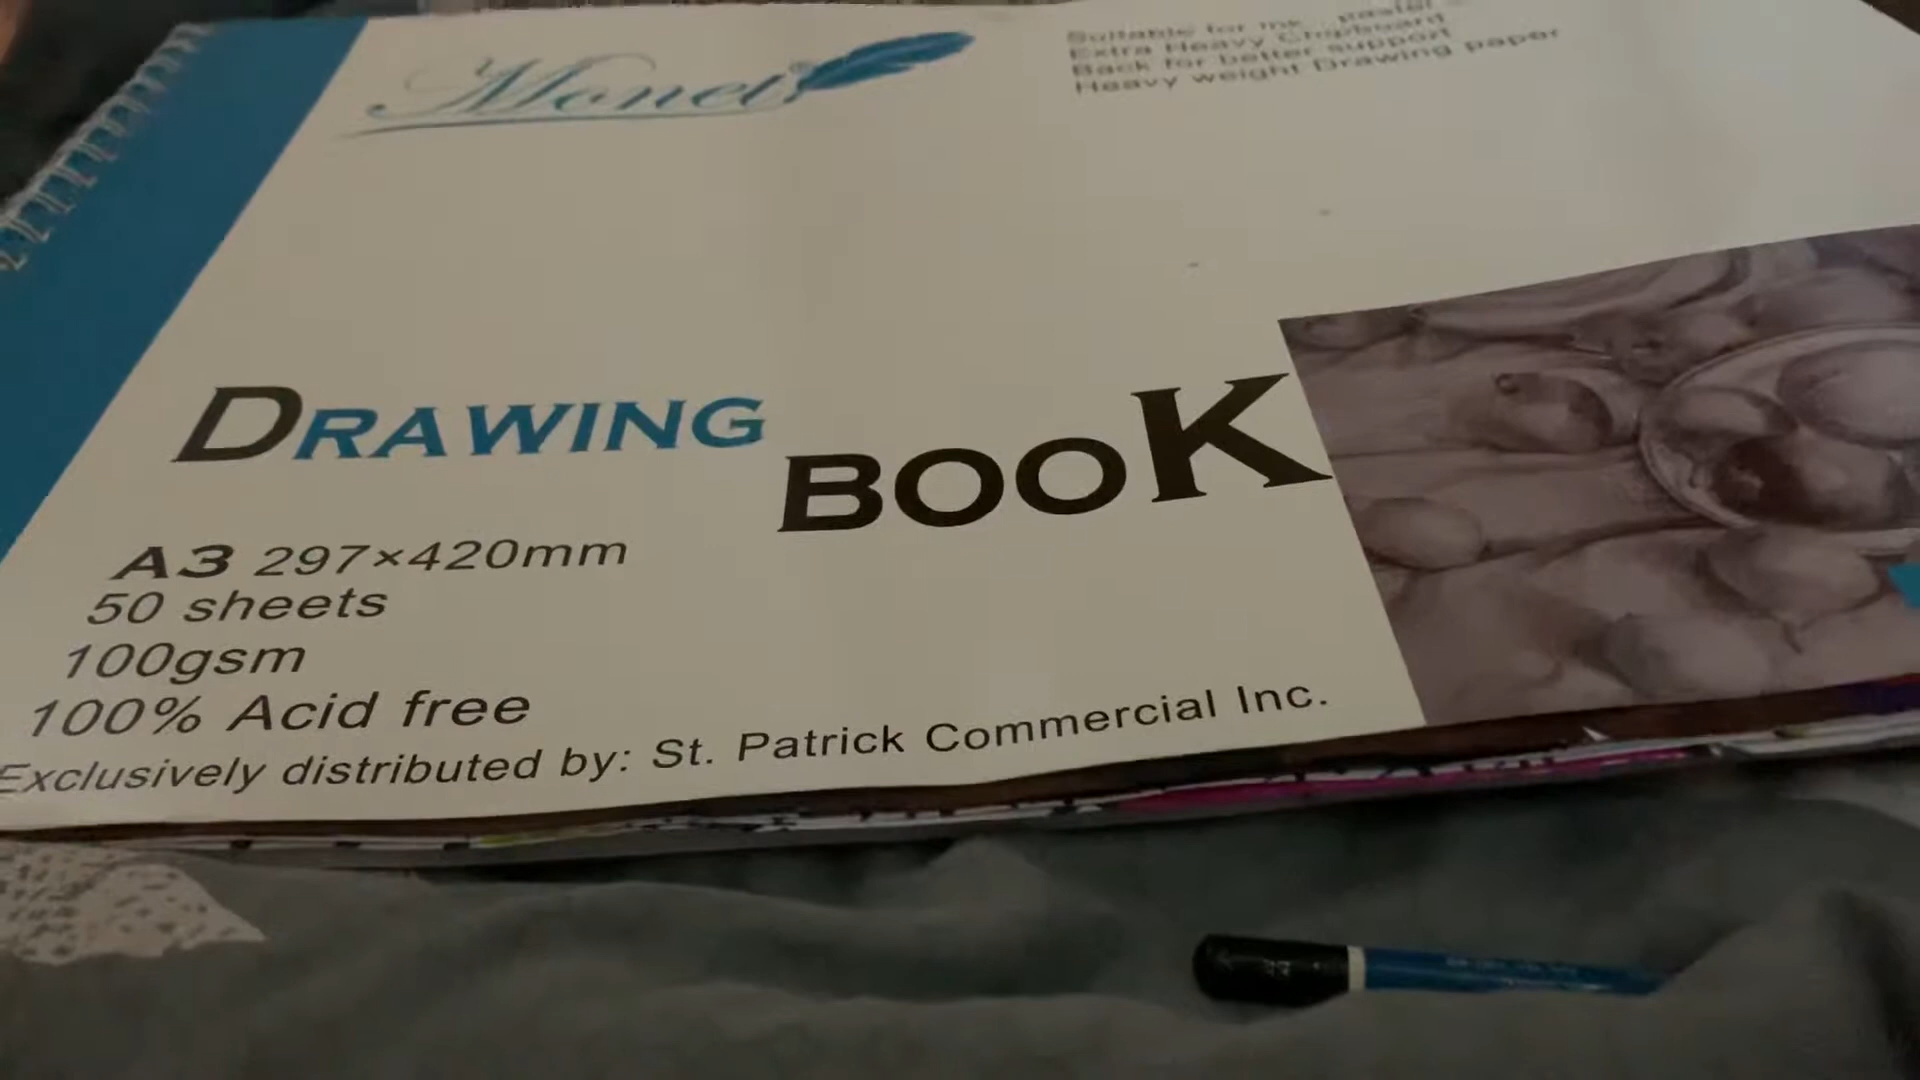 Monet®
Suitable for Ink, pastel
Extra Heavy Chipboard
Back for better support
Heavy weight Drawing paper
DRAWING
BOOK
A3 297×420mm
50 sheets
100gsm
100% Acid free
Exclusively distributed by: St. Patrick Commercial Inc.